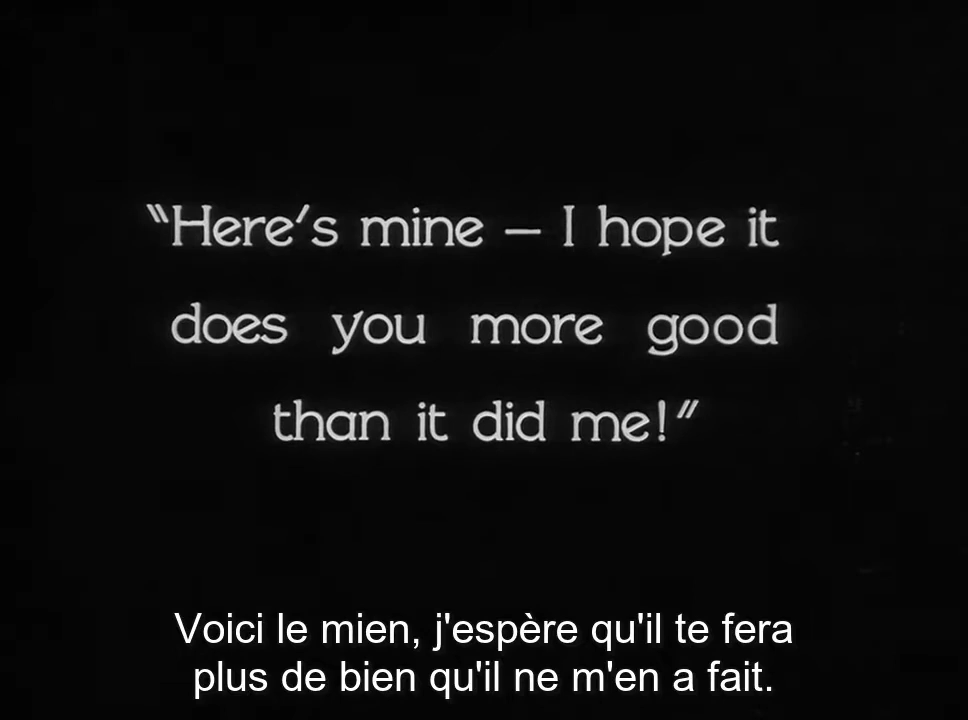 “Here's mine — I hope it
does you more good
than it did me!”
Voici le mien, j'espère qu'il te fera
plus de bien qu'il ne m'en a fait.